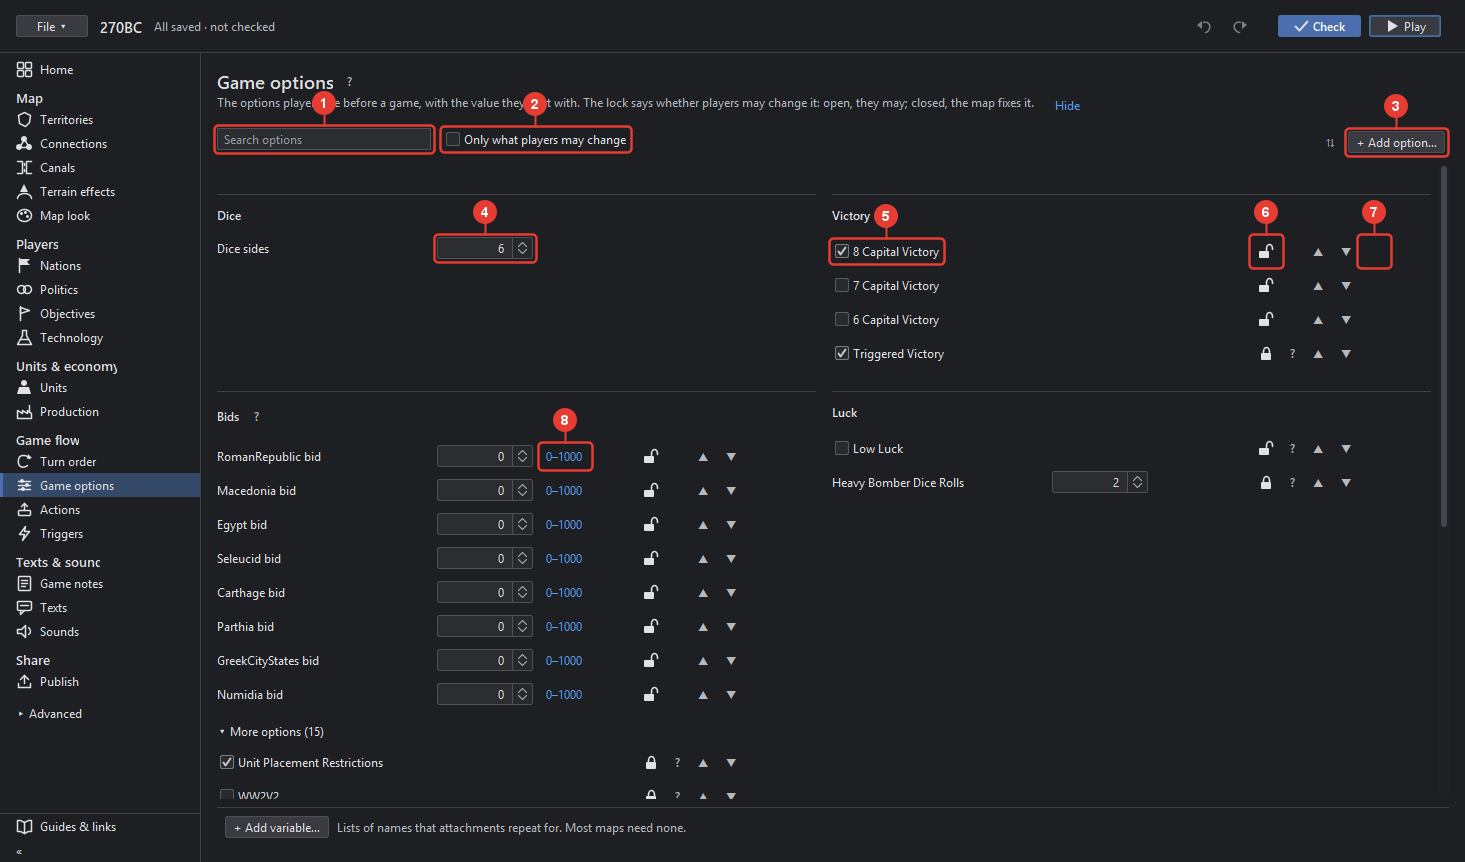 File ▾
270BC
All saved · not checked
Check
Play
Home
Map
Territories
Connections
Canals
Terrain effects
Map look
Players
Nations
Politics
Objectives
Technology
Units & economy
Units
Production
Game flow
Turn order
Game options
Actions
Triggers
Texts & sound
Game notes
Texts
Sounds
Share
Publish
▸ Advanced
Guides & links
«
Game options ?
The options playe 1 e before a game, with the value they 2 t with. The lock says whether players may change it: open, they may; closed, the map fixes it. Hide
3
Search options
Only what players may change
+ Add option...
Dice
4
Dice sides 6
Victory 5 6 7
8 Capital Victory
7 Capital Victory
6 Capital Victory
Triggered Victory ?
Bids ?
8
RomanRepublic bid 0 0–1000
Macedonia bid 0 0–1000
Egypt bid 0 0–1000
Seleucid bid 0 0–1000
Carthage bid 0 0–1000
Parthia bid 0 0–1000
GreekCityStates bid 0 0–1000
Numidia bid 0 0–1000
▾ More options (15)
Unit Placement Restrictions ?
WW2V2 ?
Luck
Low Luck ?
Heavy Bomber Dice Rolls 2 ?
+ Add variable...
Lists of names that attachments repeat for. Most maps need none.